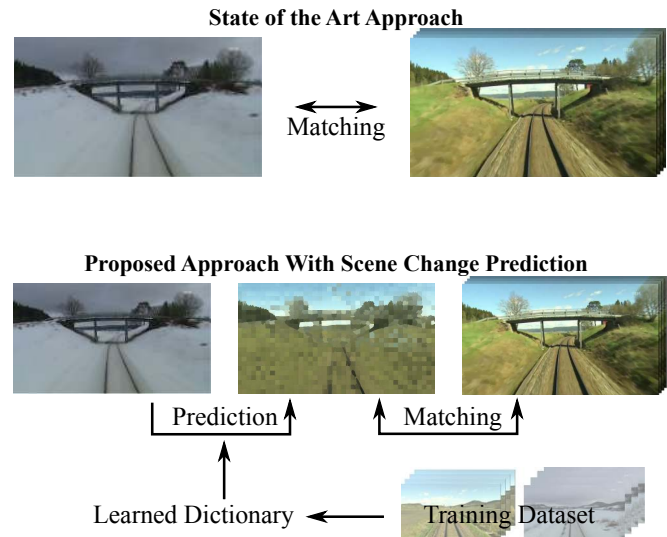 State of the Art Approach
Matching
Proposed Approach With Scene Change Prediction
Prediction
Matching
Learned Dictionary
Training Dataset